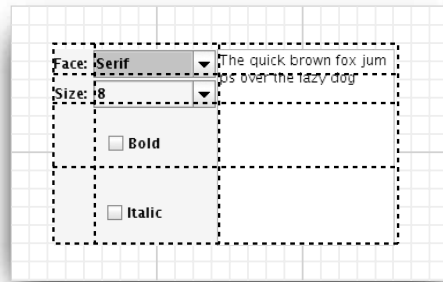 Face: Serif
The quick brown fox jum
ps over the lazy dog
Size: 8
Bold
Italic